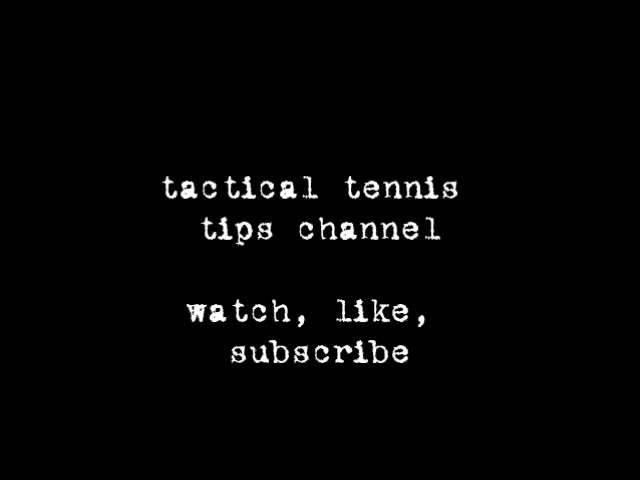 tactical tennis
tips channel
watch, like,
subscribe